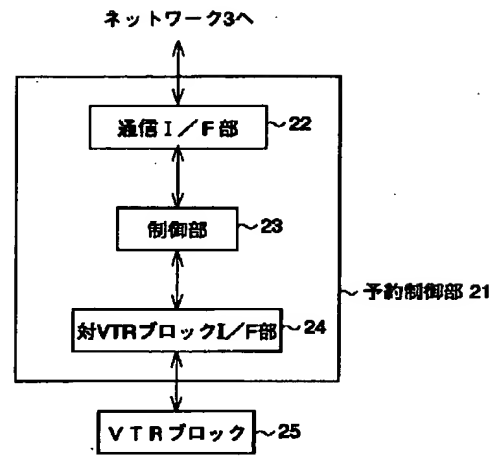 ネットワーク3へ
通信I/F部 22
制御部 23
予約制御部 21
対VTRブロックI/F部 24
VTRブロック 25